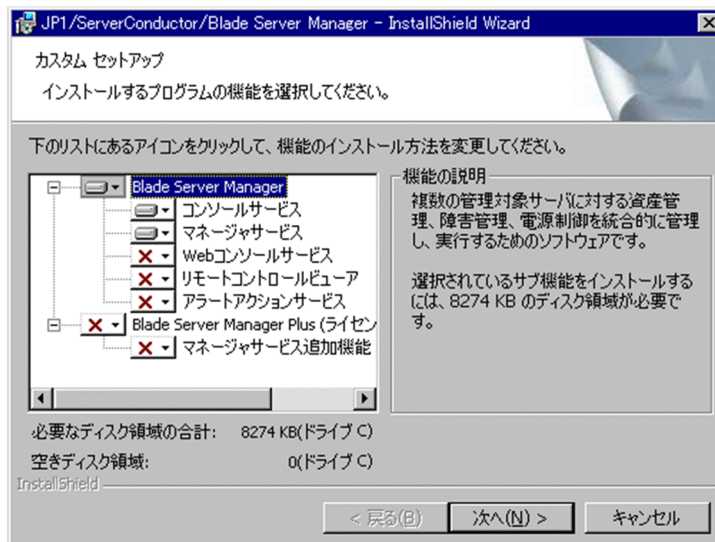 JP1/ServerConductor/Blade Server Manager - InstallShield Wizard
カスタム セットアップ
インストールするプログラムの機能を選択してください。
下のリストにあるアイコンをクリックして、機能のインストール方法を変更してください。
Blade Server Manager
コンソールサービス
マネージャサービス
Webコンソールサービス
リモートコントロールビューア
アラートアクションサービス
Blade Server Manager Plus (ライセン
マネージャサービス追加機能
機能の説明
複数の管理対象サーバに対する資産管
理、障害管理、電源制御を統合的に管理
し、実行するためのソフトウェアです。
選択されているサブ機能をインストールする
には、8274 KB のディスク領域が必要で
す。
必要なディスク領域の合計: 8274 KB(ドライブ C)
空きディスク領域: 0(ドライブ C)
InstallShield
< 戻る(B) 次へ(N) > キャンセル